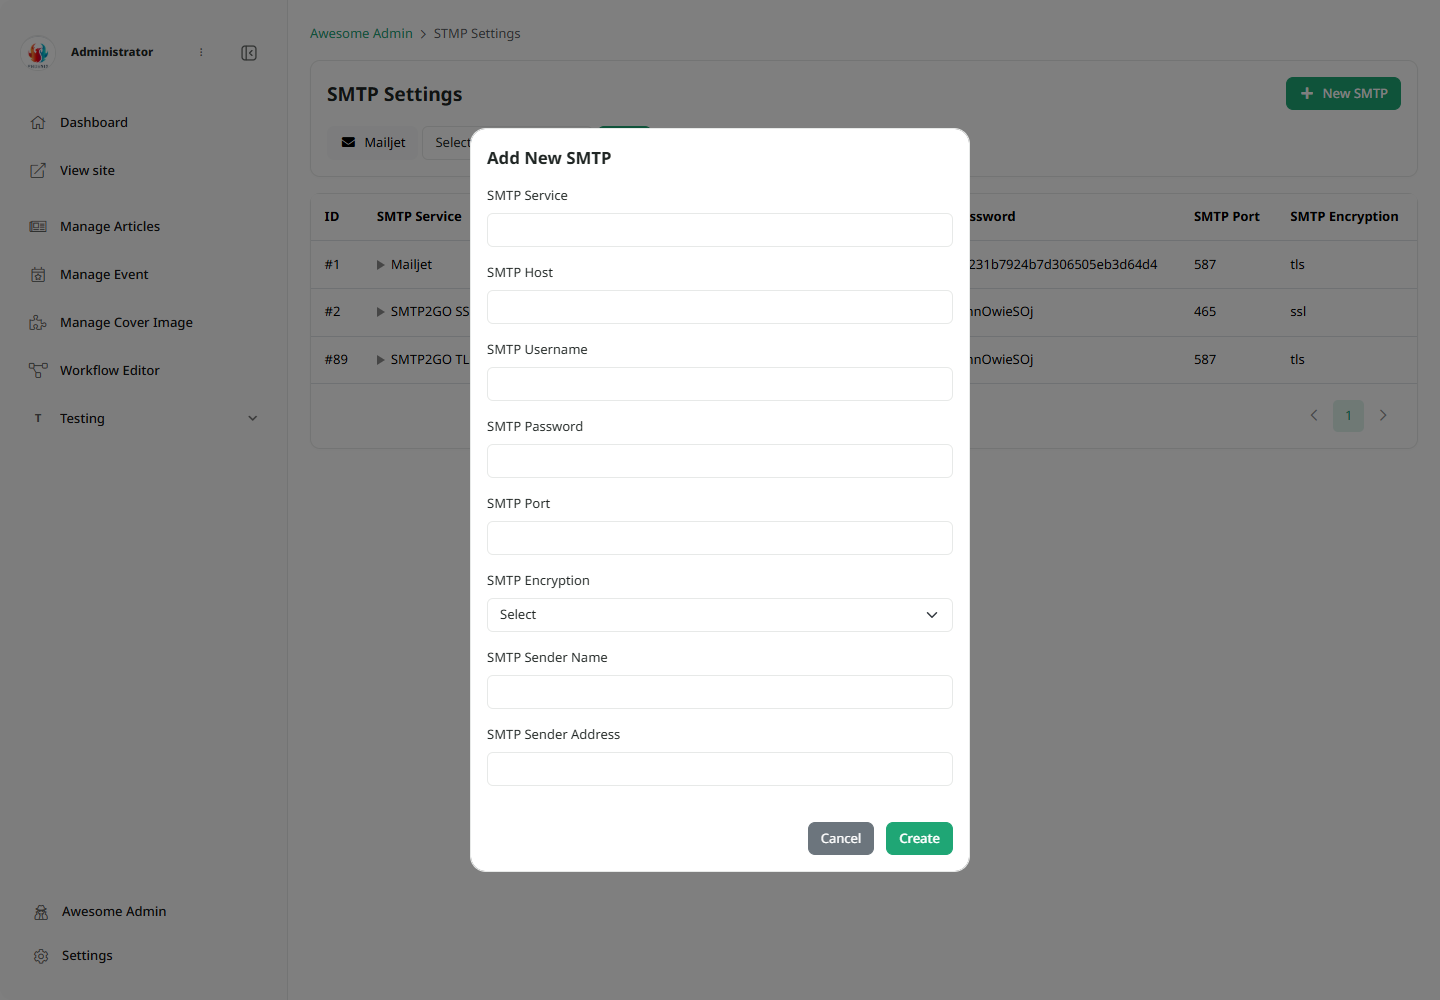 Administrator
Dashboard
View site
Manage Articles
Manage Event
Manage Cover Image
Workflow Editor
T Testing
Awesome Admin
Settings
Awesome Admin > STMP Settings
SMTP Settings
New SMTP
Mailjet
Select
ID SMTP Service ssword SMTP Port SMTP Encryption
#1 Mailjet 231b7924b7d306505eb3d64d4 587 tls
#2 SMTP2GO SS nnOwieSOj 465 ssl
#89 SMTP2GO TL nnOwieSOj 587 tls
1
Add New SMTP
SMTP Service
SMTP Host
SMTP Username
SMTP Password
SMTP Port
SMTP Encryption
Select
SMTP Sender Name
SMTP Sender Address
Cancel
Create